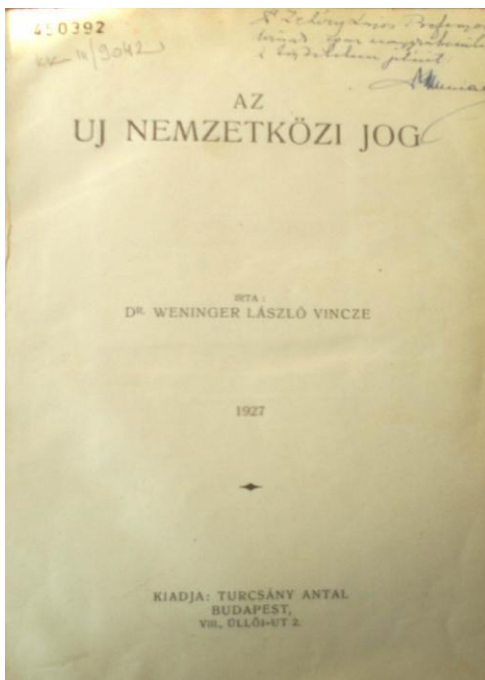 450392
AZ
UJ NEMZETKÖZI JOG
IRTA:
DR. WENINGER LÁSZLÓ VINCZE
1927
KIADJA: TURCSÁNY ANTAL
BUDAPEST,
VIII., ÜLLŐI-UT 2.